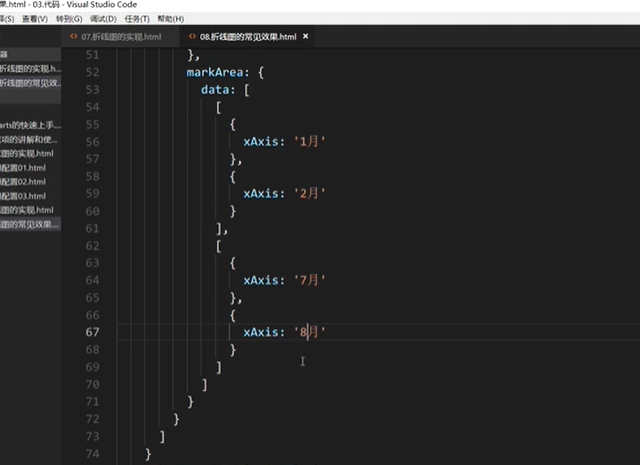 果.html - 03.代码 - Visual Studio Code
择(S) 查看(V) 转到(G) 调试(D) 任务(T) 帮助(H)
07.折线图的实现.html 08.折线图的常见效果.html ×
器
折线图的实现.h...
折线图的常见效...
arts的快速上手...
项的讲解和使...
图的实现.html
配置01.html
配置02.html
配置03.html
图的实现.html
图的常见效果....
51 },
52 markArea: {
53 data: [
54 [
55 {
56 xAxis: '1月'
57 },
58 {
59 xAxis: '2月'
60 }
61 ],
62 [
63 {
64 xAxis: '7月'
65 },
66 {
67 xAxis: '8月'
68 }
69 ]
70 ]
71 }
72 }
73 ]
74 }